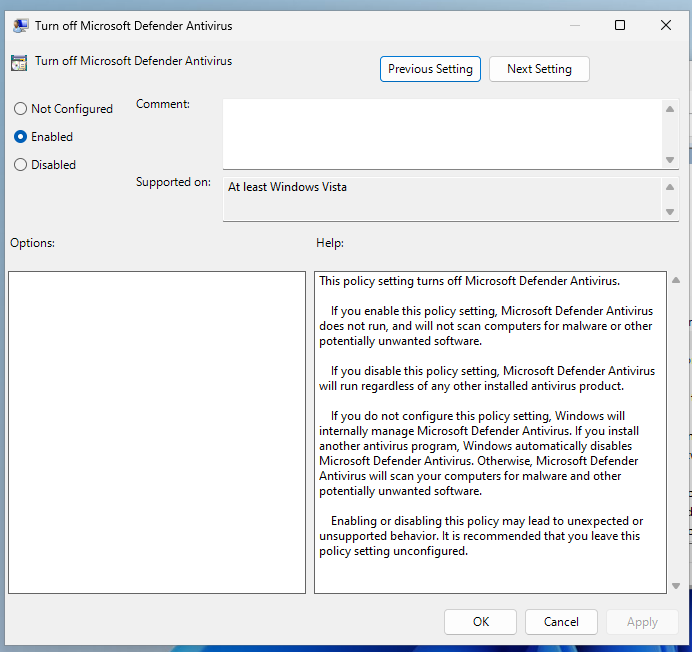 Turn off Microsoft Defender Antivirus
Turn off Microsoft Defender Antivirus
Previous Setting
Next Setting
Not Configured
Enabled
Disabled
Comment:
Supported on:
At least Windows Vista
Options:
Help:
This policy setting turns off Microsoft Defender Antivirus.
If you enable this policy setting, Microsoft Defender Antivirus
does not run, and will not scan computers for malware or other
potentially unwanted software.
If you disable this policy setting, Microsoft Defender Antivirus
will run regardless of any other installed antivirus product.
If you do not configure this policy setting, Windows will
internally manage Microsoft Defender Antivirus. If you install
another antivirus program, Windows automatically disables
Microsoft Defender Antivirus. Otherwise, Microsoft Defender
Antivirus will scan your computers for malware and other
potentially unwanted software.
Enabling or disabling this policy may lead to unexpected or
unsupported behavior. It is recommended that you leave this
policy setting unconfigured.
OK
Cancel
Apply